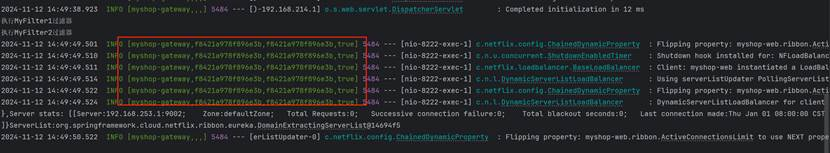 2024-11-12 14:49:38.923  INFO [myshop-gateway,,,] 5484 --- [)-192.168.214.1] o.s.web.servlet.DispatcherServlet        : Completed initialization in 12 ms
执行MyFilter1过滤器
执行MyFilter2过滤器
2024-11-12 14:49:49.501  INFO [myshop-gateway,f8421a978f896e3b,f8421a978f896e3b,true] 5484 --- [nio-8222-exec-1] c.netflix.config.ChainedDynamicProperty  : Flipping property: myshop-web.ribbon.Acti
2024-11-12 14:49:49.509  INFO [myshop-gateway,f8421a978f896e3b,f8421a978f896e3b,true] 5484 --- [nio-8222-exec-1] c.n.u.concurrent.ShutdownEnabledTimer    : Shutdown hook installed for: NFLoadBalanc
2024-11-12 14:49:49.511  INFO [myshop-gateway,f8421a978f896e3b,f8421a978f896e3b,true] 5484 --- [nio-8222-exec-1] c.netflix.loadbalancer.BaseLoadBalancer  : Client: myshop-web instantiated a LoadBa
2024-11-12 14:49:49.514  INFO [myshop-gateway,f8421a978f896e3b,f8421a978f896e3b,true] 5484 --- [nio-8222-exec-1] c.n.l.DynamicServerListLoadBalancer      : Using serverListUpdater PollingServerList
2024-11-12 14:49:49.522  INFO [myshop-gateway,f8421a978f896e3b,f8421a978f896e3b,true] 5484 --- [nio-8222-exec-1] c.netflix.config.ChainedDynamicProperty  : Flipping property: myshop-web.ribbon.Acti
2024-11-12 14:49:49.524  INFO [myshop-gateway,f8421a978f896e3b,f8421a978f896e3b,true] 5484 --- [nio-8222-exec-1] c.n.l.DynamicServerListLoadBalancer      : DynamicServerListLoadBalancer for client
},Server stats: [[Server:192.168.253.1:9002;	Zone:defaultZone;	Total Requests:0;	Successive connection failure:0;	Total blackout seconds:0;	Last connection made:Thu Jan 01 08:00:00 CST
]}ServerList:org.springframework.cloud.netflix.ribbon.eureka.DomainExtractingServerList@14694f5
2024-11-12 14:49:50.522  INFO [myshop-gateway,,,] 5484 --- [erListUpdater-0] c.netflix.config.ChainedDynamicProperty  : Flipping property: myshop-web.ribbon.ActiveConnectionsLimit to use NEXT prope